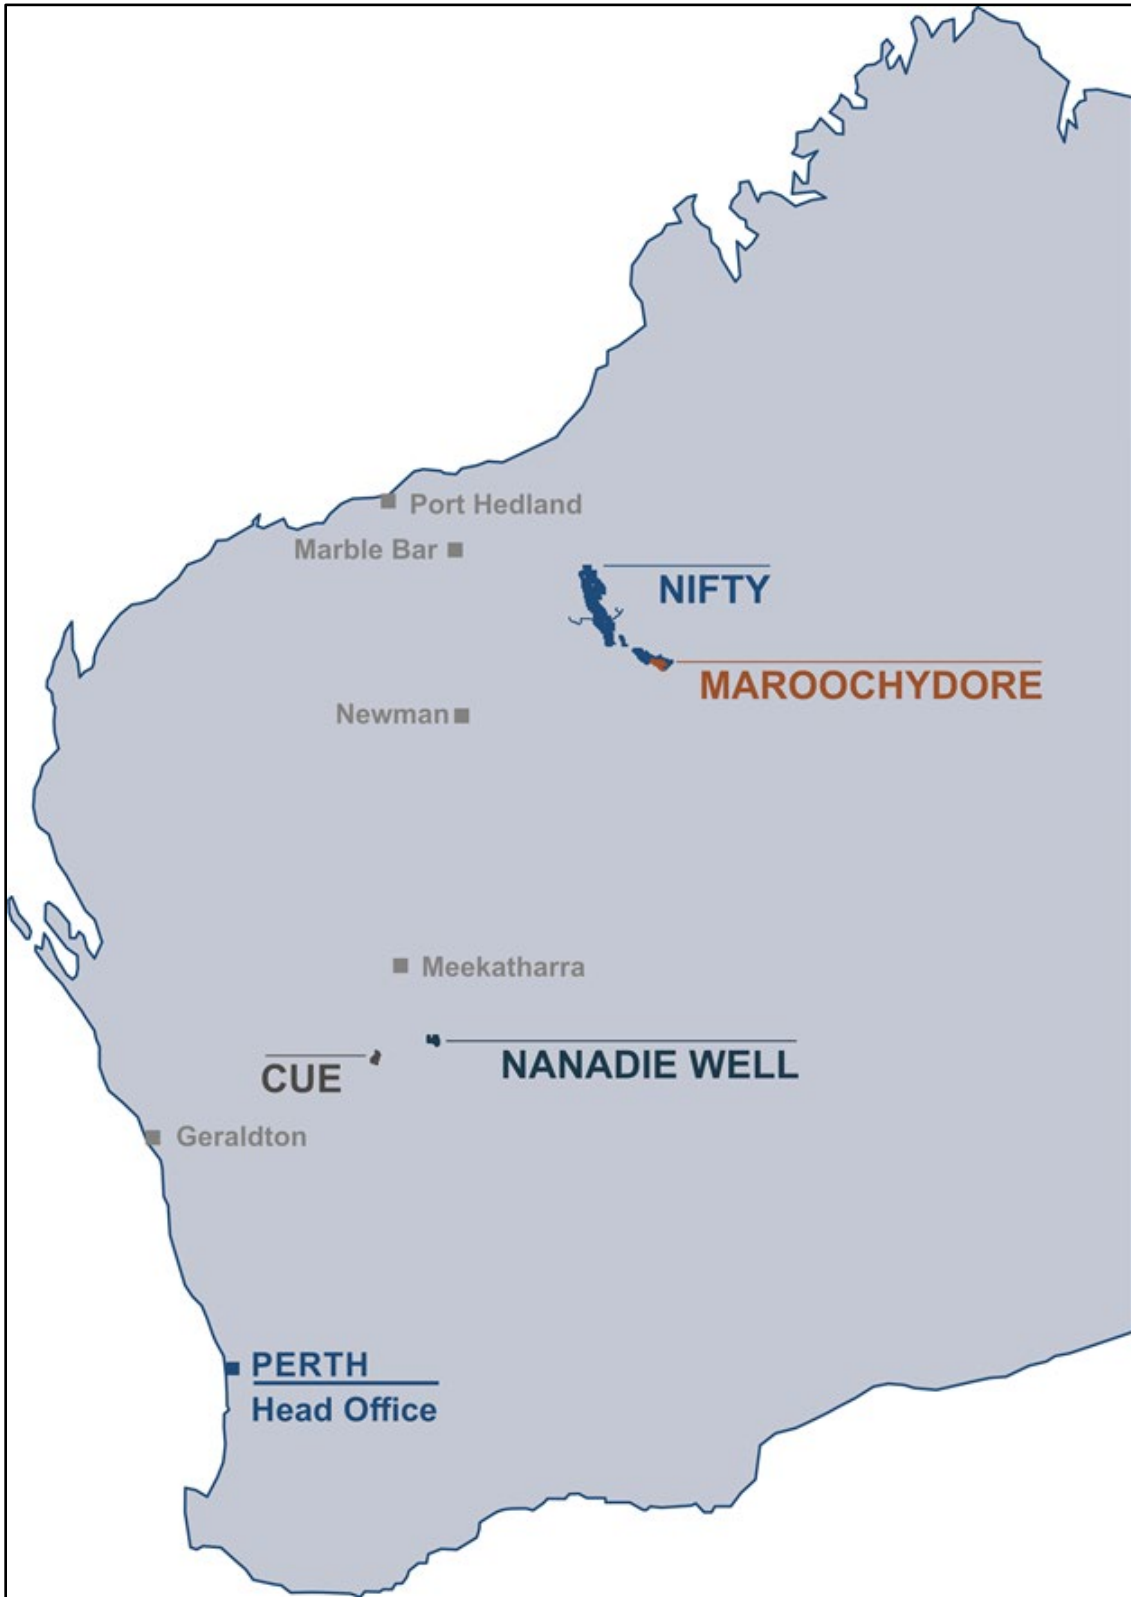 Port Hedland
Marble Bar
NIFTY
MAROOCHYDORE
Newman
Meekatharra
NANADIE WELL
CUE
Geraldton
PERTH
Head Office